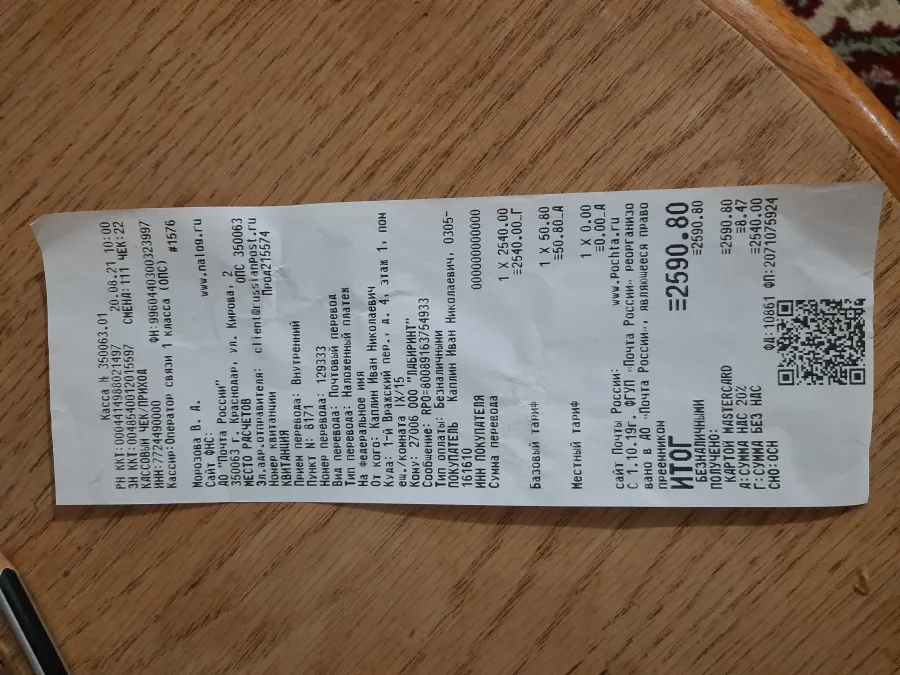 Касса N 350063.01
РН ККТ:0004414988021497 20.08.21 10:00
ЗН ККТ:0048540012015597 СМЕНА:111 ЧЕК:22
КАССОВЫЙ ЧЕК/ПРИХОД
ИНН:7724490000 ФН:9960440300323997
Кассир:Оператор связи 1 класса (ОПС)
#1576
Морозова В. А.
Сайт ФНС: www.nalog.ru
АО "Почта России"
350063 г. Краснодар, ул. Кирова, 2
МЕСТО РАСЧЕТОВ ОПС 350063
Эл.адр.отправителя: client@russianpost.ru
Номер квитанции Прод215574
КВИТАНЦИЯ
Прием перевода: Внутренний
Пункт N: 8171
Номер перевода: 129333
Вид перевода: Почтовый перевод
Тип перевода: Наложенный платеж
На федеральное имя
От кого: Каплин Иван Николаевич
Куда: 1-й Вражский пер., д. 4, этаж 1, пом
ещ./комната IX/15
Кому: 27006 ООО "ЛАБИРИНТ"
Сообщение: RPO=80089163754933
Тип оплаты: Безналичными
ПОКУПАТЕЛЬ Каплин Иван Николаевич, 0305-
161610
ИНН ПОКУПАТЕЛЯ 000000000000
Сумма перевода
1 X 2540.00
≡2540.00_Г
Базовый тариф
1 X 50.80
≡50.80_А
Местный тариф
1 X 0.00
≡0.00_А
сайт Почты России: www.pochta.ru
С 1.10.19г. ФГУП «Почта России» реорганизо
вано в АО «Почта России», являющееся право
преемником
ИТОГ ≡2590.80
БЕЗНАЛИЧНЫМИ ≡2590.80
ПОЛУЧЕНО:
КАРТОЙ MASTERCARD ≡2590.80
А:СУММА НДС 20% ≡8.47
Г:СУММА БЕЗ НДС ≡2540.00
СНО:ОСН ФД:10861 ФП:2071075924